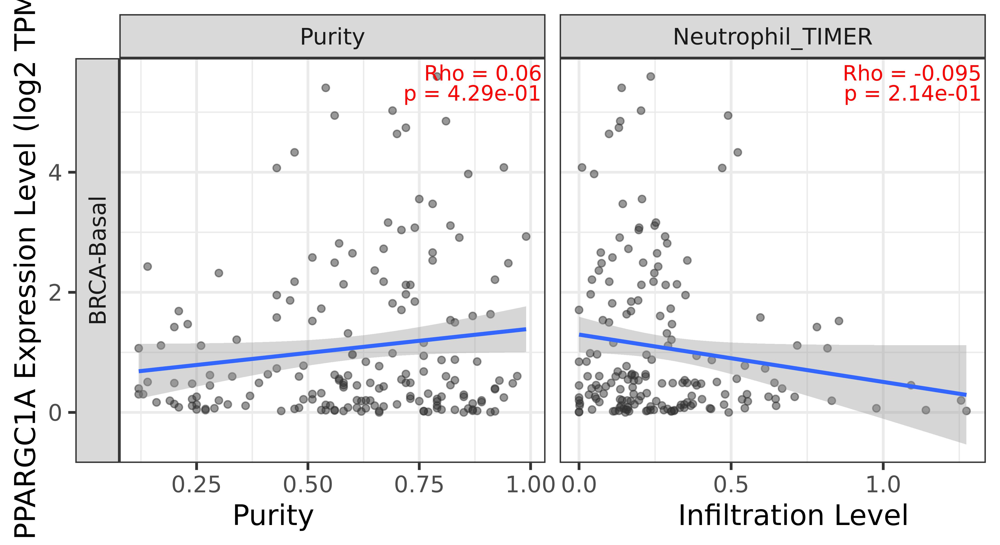 Purity
Neutrophil_TIMER
PPARGC1A Expression Level (log2 TPM
BRCA-Basal
Rho = 0.06
p = 4.29e-01
Rho = -0.095
p = 2.14e-01
4
2
0
0.25 0.50 0.75 1.00 0.0 0.5 1.0
Purity
Infiltration Level